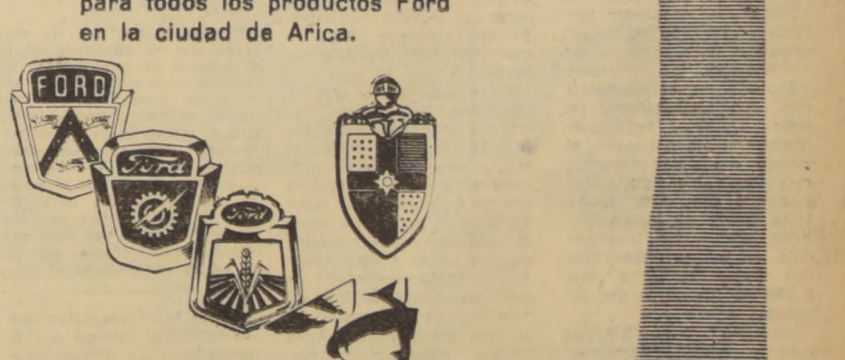 para todos los productos Ford
en la ciudad de Arica.
FORD
Ford
Ford